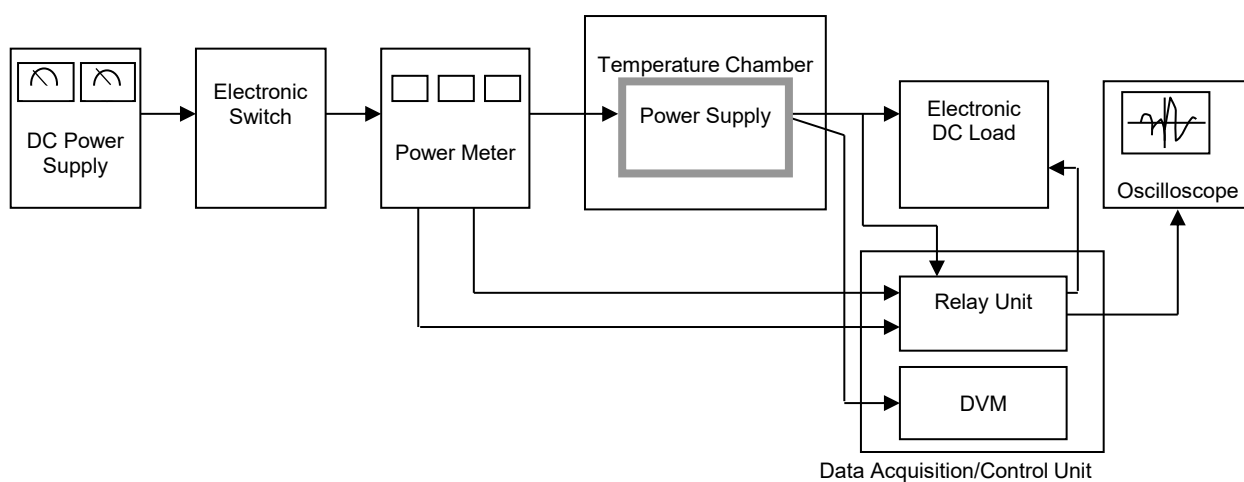 Temperature Chamber
DC Power
Supply
Electronic
Switch
Power Meter
Power Supply
Electronic
DC Load
Oscilloscope
Relay Unit
DVM
Data Acquisition/Control Unit